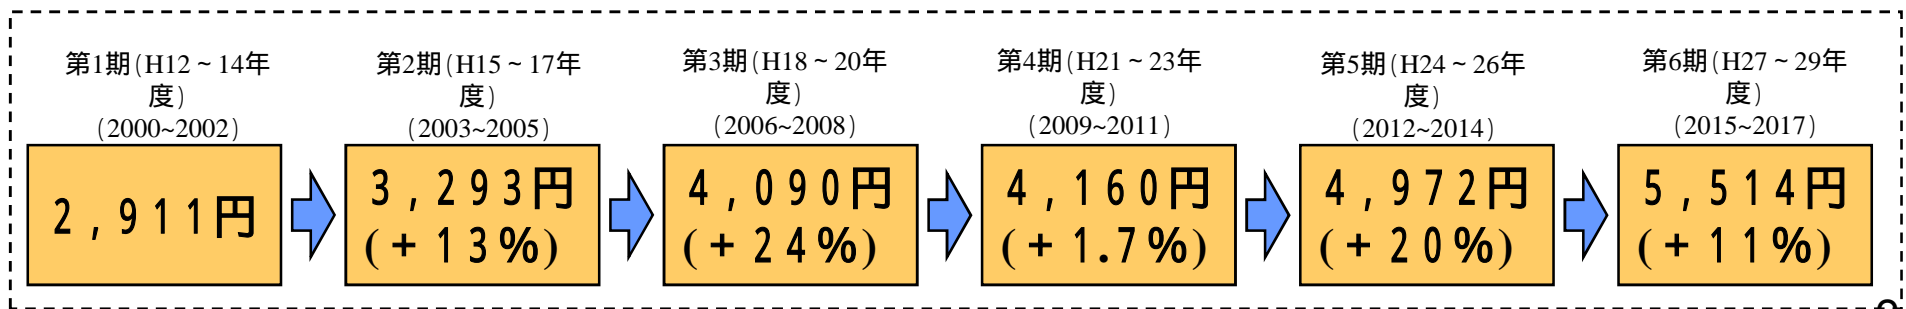 第1期(H12～14年
度)
(2000~2002)
2,911円
第2期(H15～17年
度)
(2003~2005)
3,293円
(+13%)
第3期(H18～20年
度)
(2006~2008)
4,090円
(+24%)
第4期(H21～23年
度)
(2009~2011)
4,160円
(+1.7%)
第5期(H24～26年
度)
(2012~2014)
4,972円
(+20%)
第6期(H27～29年
度)
(2015~2017)
5,514円
(+11%)